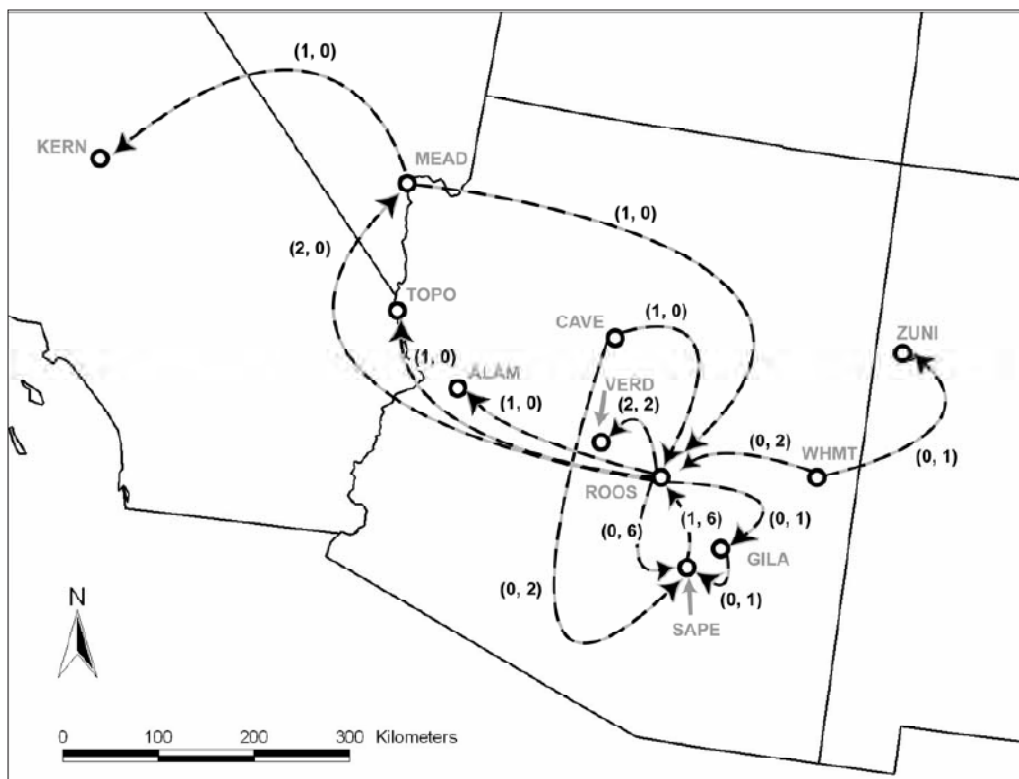 (1, 0)
KERN
MEAD
(1, 0)
(2, 0)
TOPO
CAVE
(1, 0)
ZUNI
(1, 0)
ALAM
VERD
(1, 0)
(2, 2)
(0, 2)
WHMT
(0, 1)
ROOS
(0, 6)
(1, 6)
(0, 1)
GILA
(0, 2)
(0, 1)
N
SAPE
0 100 200 300 Kilometers